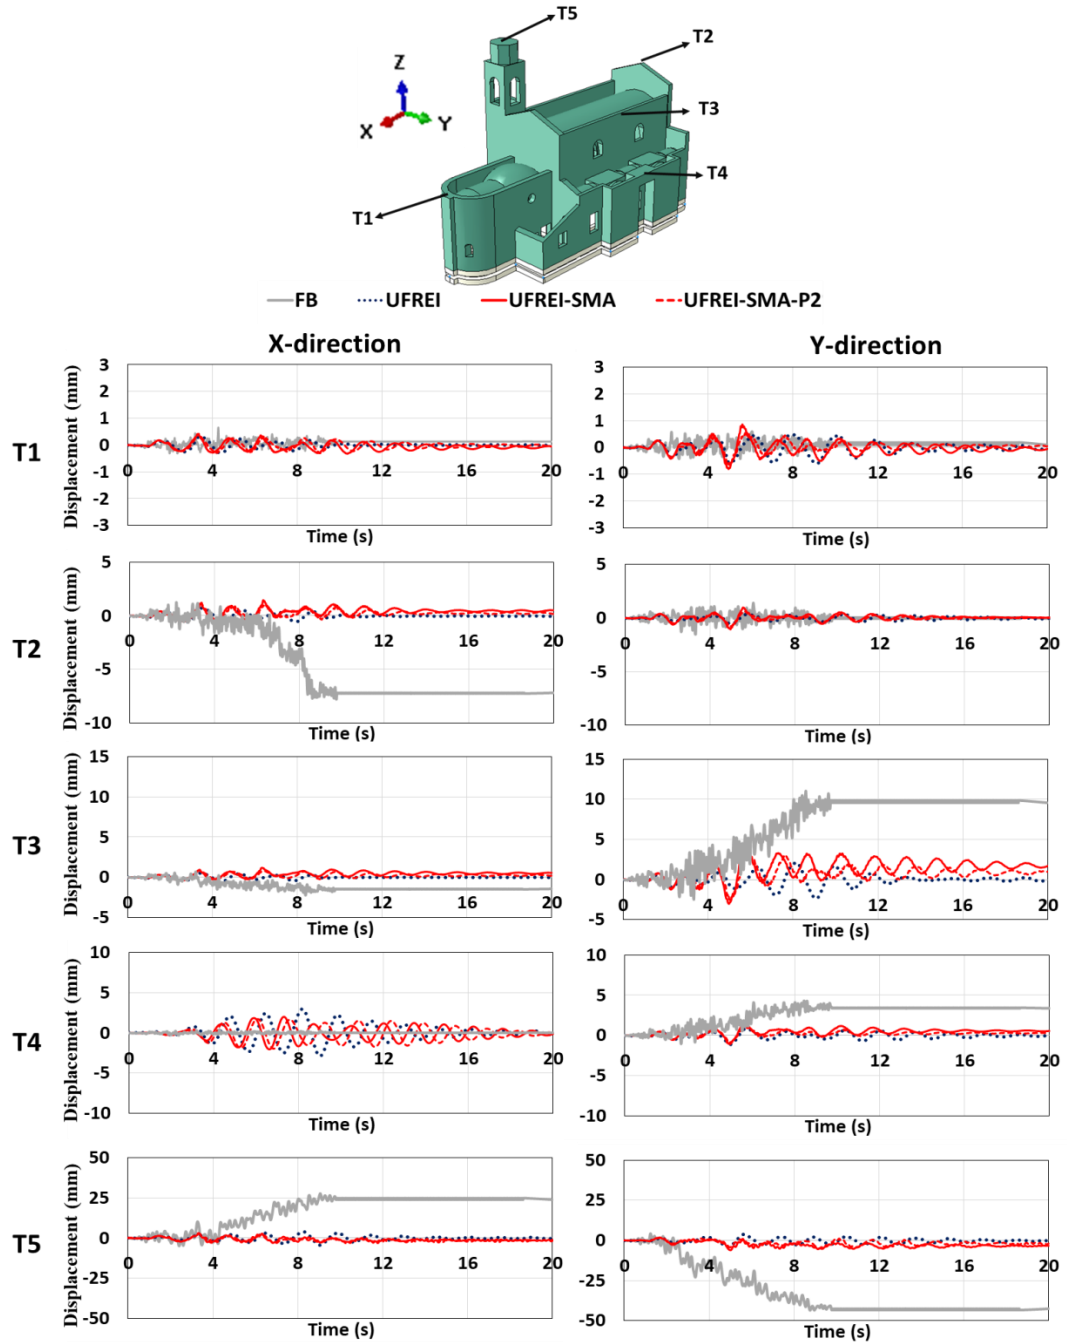 T5
T2
Z
T3
X
Y
T4
T1
FB UFREI UFREI-SMA UFREI-SMA-P2
X-direction Y-direction
T1
Displacement (mm)
3
2
1
0
-1
-2
-3
0 4 8 12 16 20
Time (s)
Displacement (mm)
3
2
1
0
-1
-2
-3
0 4 8 12 16 20
Time (s)
T2
Displacement (mm)
5
0
-5
-10
0 4 8 12 16 20
Time (s)
5
0
-5
-10
0 4 8 12 16 20
Time (s)
T3
Displacement (mm)
15
10
5
0
-5
0 4 8 12 16 20
Time (s)
15
10
5
0
-5
0 4 8 12 16 20
Time (s)
T4
Displacement (mm)
10
5
0
-5
-10
0 4 8 12 16 20
Time (s)
10
5
0
-5
-10
0 4 8 12 16 20
Time (s)
T5
Displacement (mm)
50
25
0
-25
-50
0 4 8 12 16 20
Time (s)
50
25
0
-25
-50
0 4 8 12 16 20
Time (s)